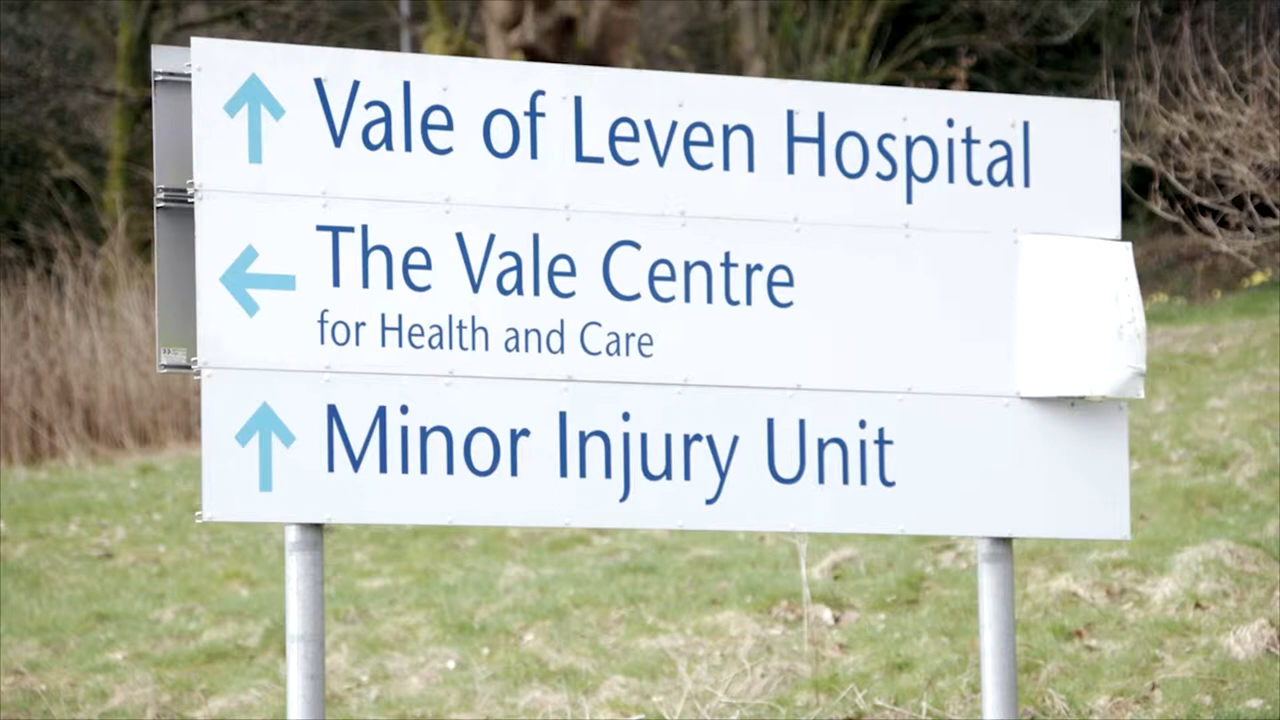 Vale of Leven Hospital
The Vale Centre
for Health and Care
Minor Injury Unit